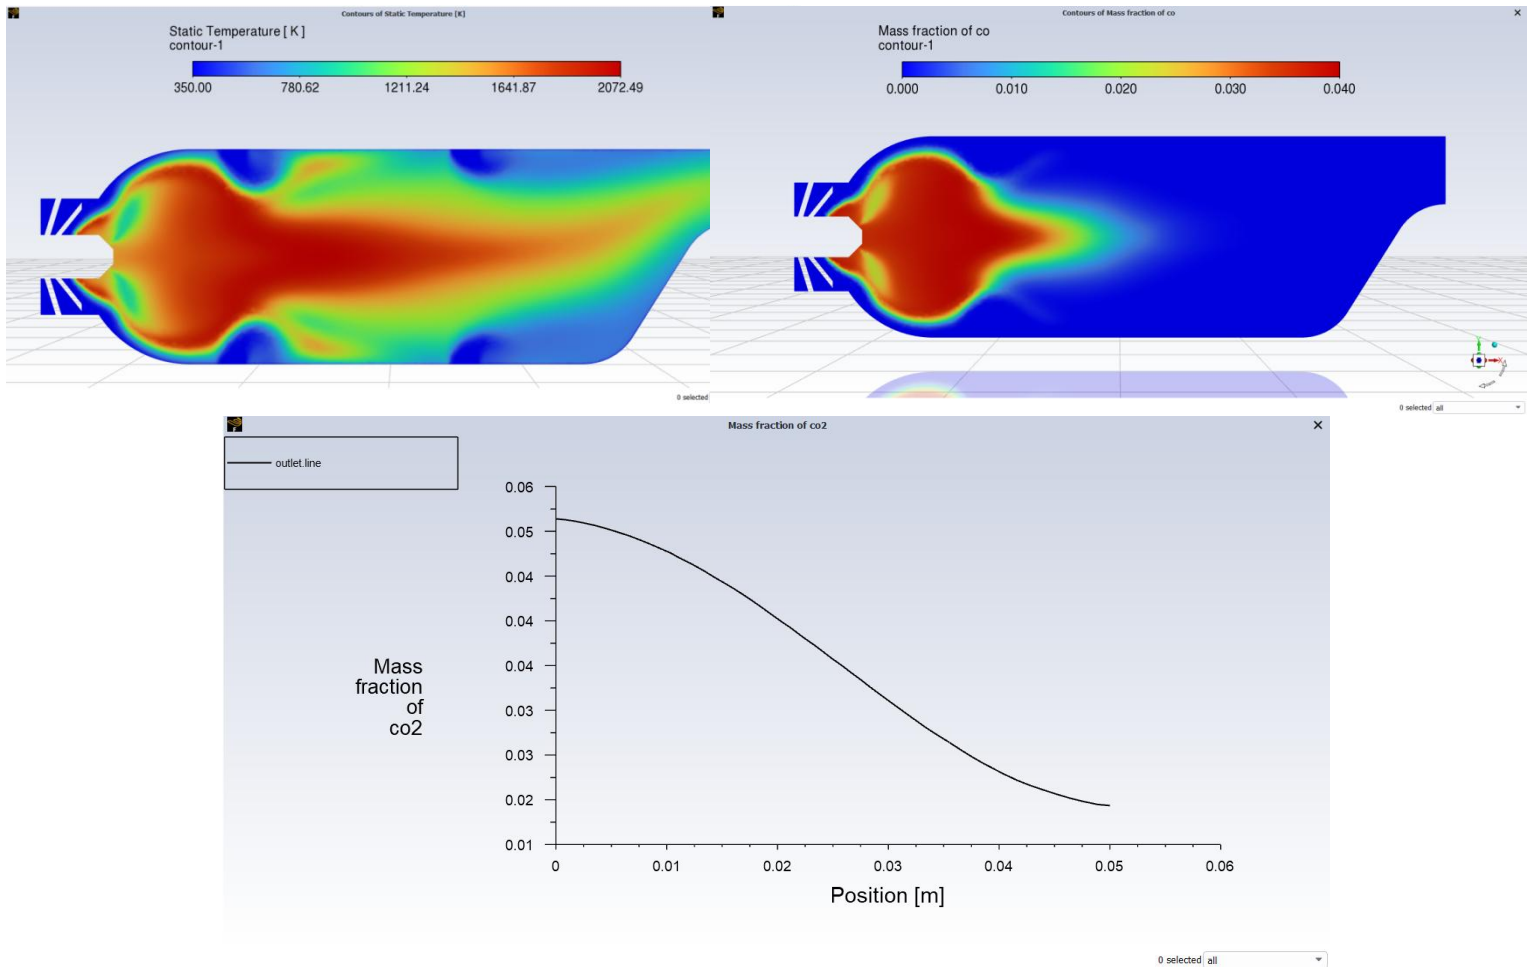 Contours of Static Temperature [K]
Static Temperature [ K ]
contour-1
350.00 780.62 1211.24 1641.87 2072.49
0 selected
Contours of Mass fraction of co
Mass fraction of co
contour-1
0.000 0.010 0.020 0.030 0.040
0 selected all
Mass fraction of co2
outlet.line
0.06
0.05
0.04
0.04
0.04
0.03
0.03
0.02
0.01
Mass
fraction
of
co2
0 0.01 0.02 0.03 0.04 0.05 0.06
Position [m]
0 selected all